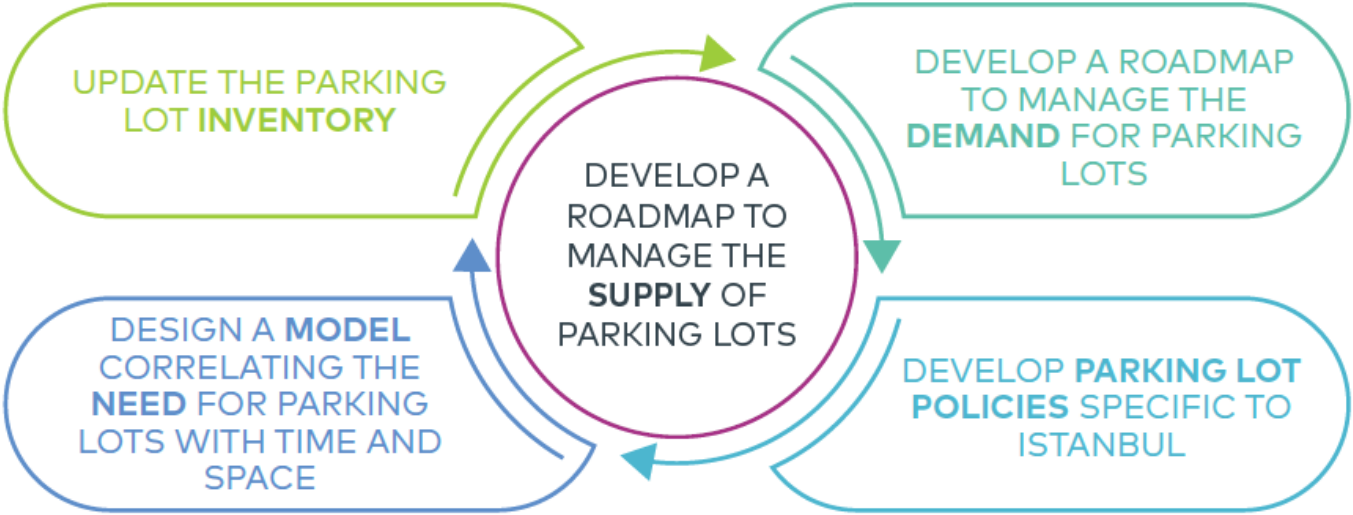 UPDATE THE PARKING
LOT INVENTORY
DEVELOP A ROADMAP
TO MANAGE THE
DEMAND FOR PARKING
LOTS
DEVELOP A
ROADMAP TO
MANAGE THE
SUPPLY OF
PARKING LOTS
DESIGN A MODEL
CORRELATING THE
NEED FOR PARKING
LOTS WITH TIME AND
SPACE
DEVELOP PARKING LOT
POLICIES SPECIFIC TO
ISTANBUL